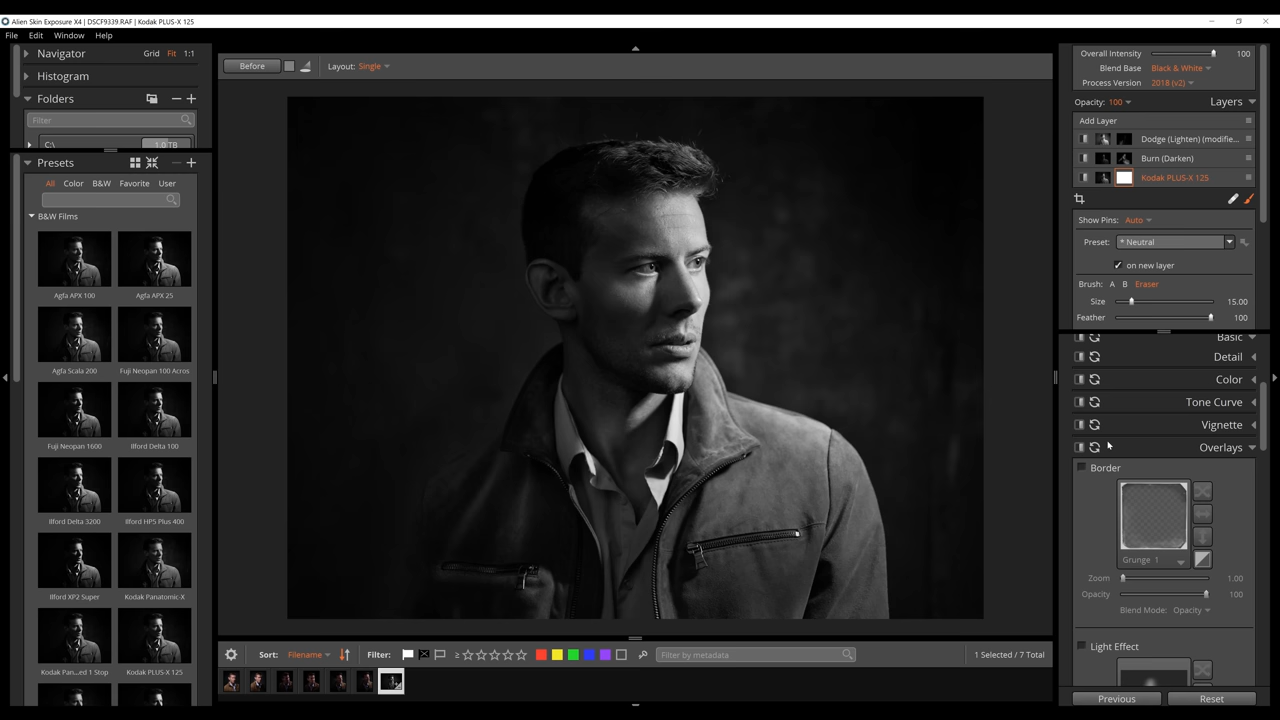 Alien Skin Exposure X4 | DSCF9339.RAF | Kodak PLUS-X 125
File Edit Window Help
Navigator Grid Fit 1:1
Histogram
Folders
Filter
C:\ 1.0 TB
Presets
All Color B&W Favorite User
B&W Films
Agfa APX 100 Agfa APX 25
Agfa Scala 200 Fuji Neopan 100 Acros
Fuji Neopan 1600 Ilford Delta 100
Ilford Delta 3200 Ilford HP5 Plus 400
Ilford XP2 Super Kodak Panatomic-X
Kodak Pan...ed 1 Stop Kodak PLUS-X 125
Before Layout: Single
Sort: Filename Filter: Filter by metadata 1 Selected / 7 Total
Overall Intensity 100
Blend Base Black & White
Process Version 2018 (v2)
Opacity: 100 Layers
Add Layer
Dodge (Lighten) (modifie...
Burn (Darken)
Kodak PLUS-X 125
Show Pins: Auto
Preset: * Neutral
on new layer
Brush: A B Eraser
Size 15.00
Feather 100
Basic
Detail
Color
Tone Curve
Vignette
Overlays
Border
Grunge 1
Zoom 1.00
Opacity 100
Blend Mode: Opacity
Light Effect
Previous Reset